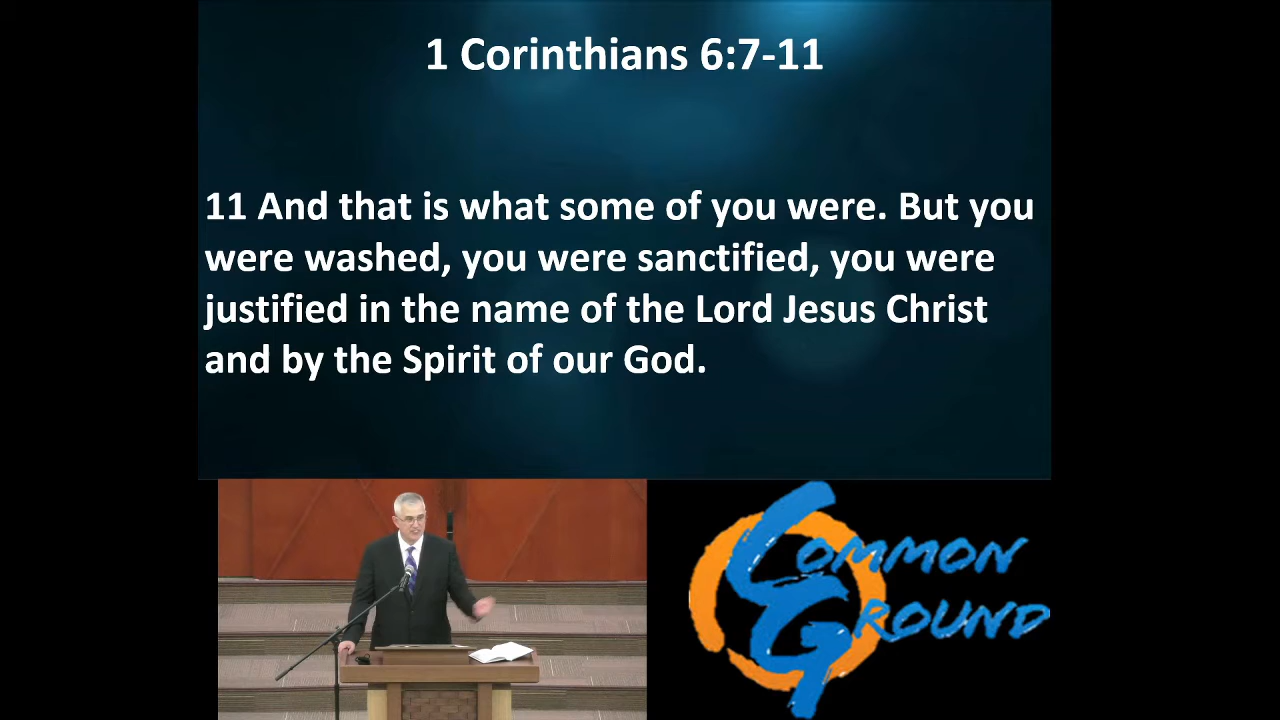 1 Corinthians 6:7-11
11 And that is what some of you were. But you
were washed, you were sanctified, you were
justified in the name of the Lord Jesus Christ
and by the Spirit of our God.
COMMON
GROUND